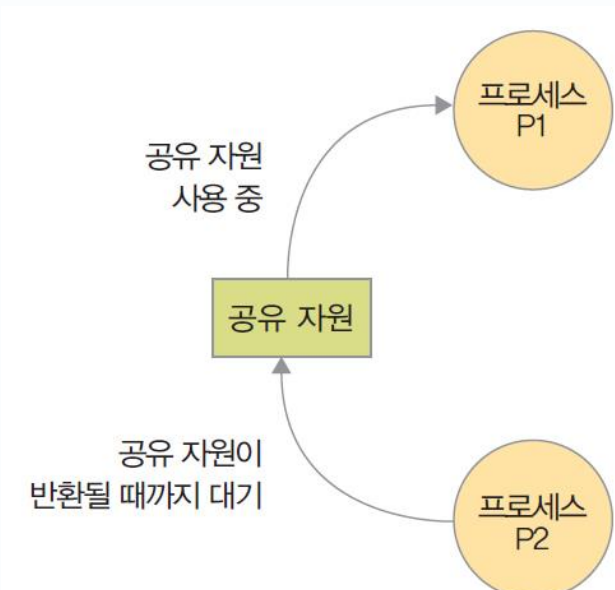 프로세스
P1
공유 자원
사용 중
공유 자원
공유 자원이
반환될 때까지 대기
프로세스
P2